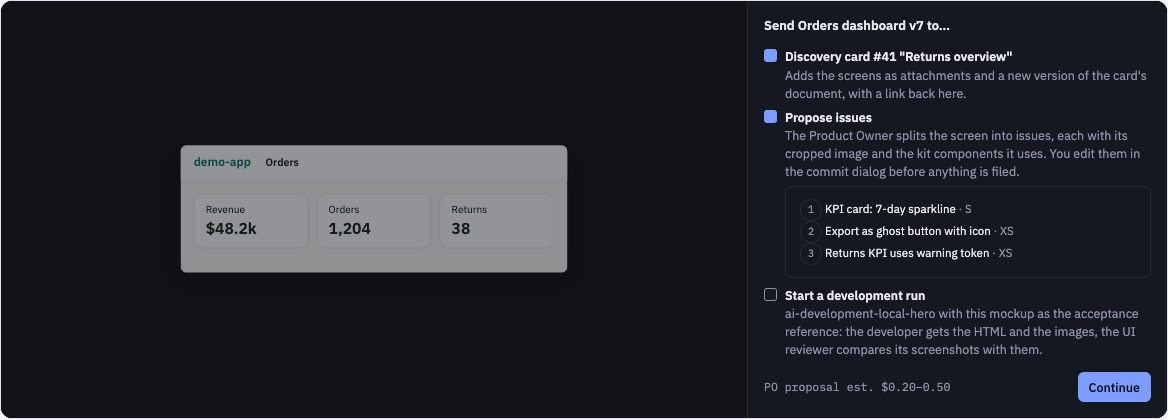 demo-app Orders
Revenue Orders Returns
$48.2k 1,204 38
Send Orders dashboard v7 to...
Discovery card #41 "Returns overview"
Adds the screens as attachments and a new version of the card's
document, with a link back here.
Propose issues
The Product Owner splits the screen into issues, each with its
cropped image and the kit components it uses. You edit them in
the commit dialog before anything is filed.
1 KPI card: 7-day sparkline · S
2 Export as ghost button with icon · XS
3 Returns KPI uses warning token · XS
Start a development run
ai-development-local-hero with this mockup as the acceptance
reference: the developer gets the HTML and the images, the UI
reviewer compares its screenshots with them.
PO proposal est. $0.20–0.50 Continue